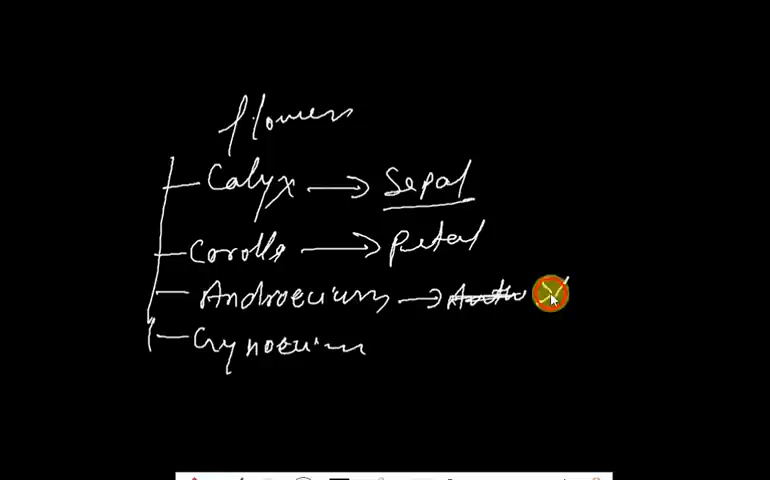 flowers
Calyx → Sepal
Corolla → Petal
Androecium →
Gynoecium